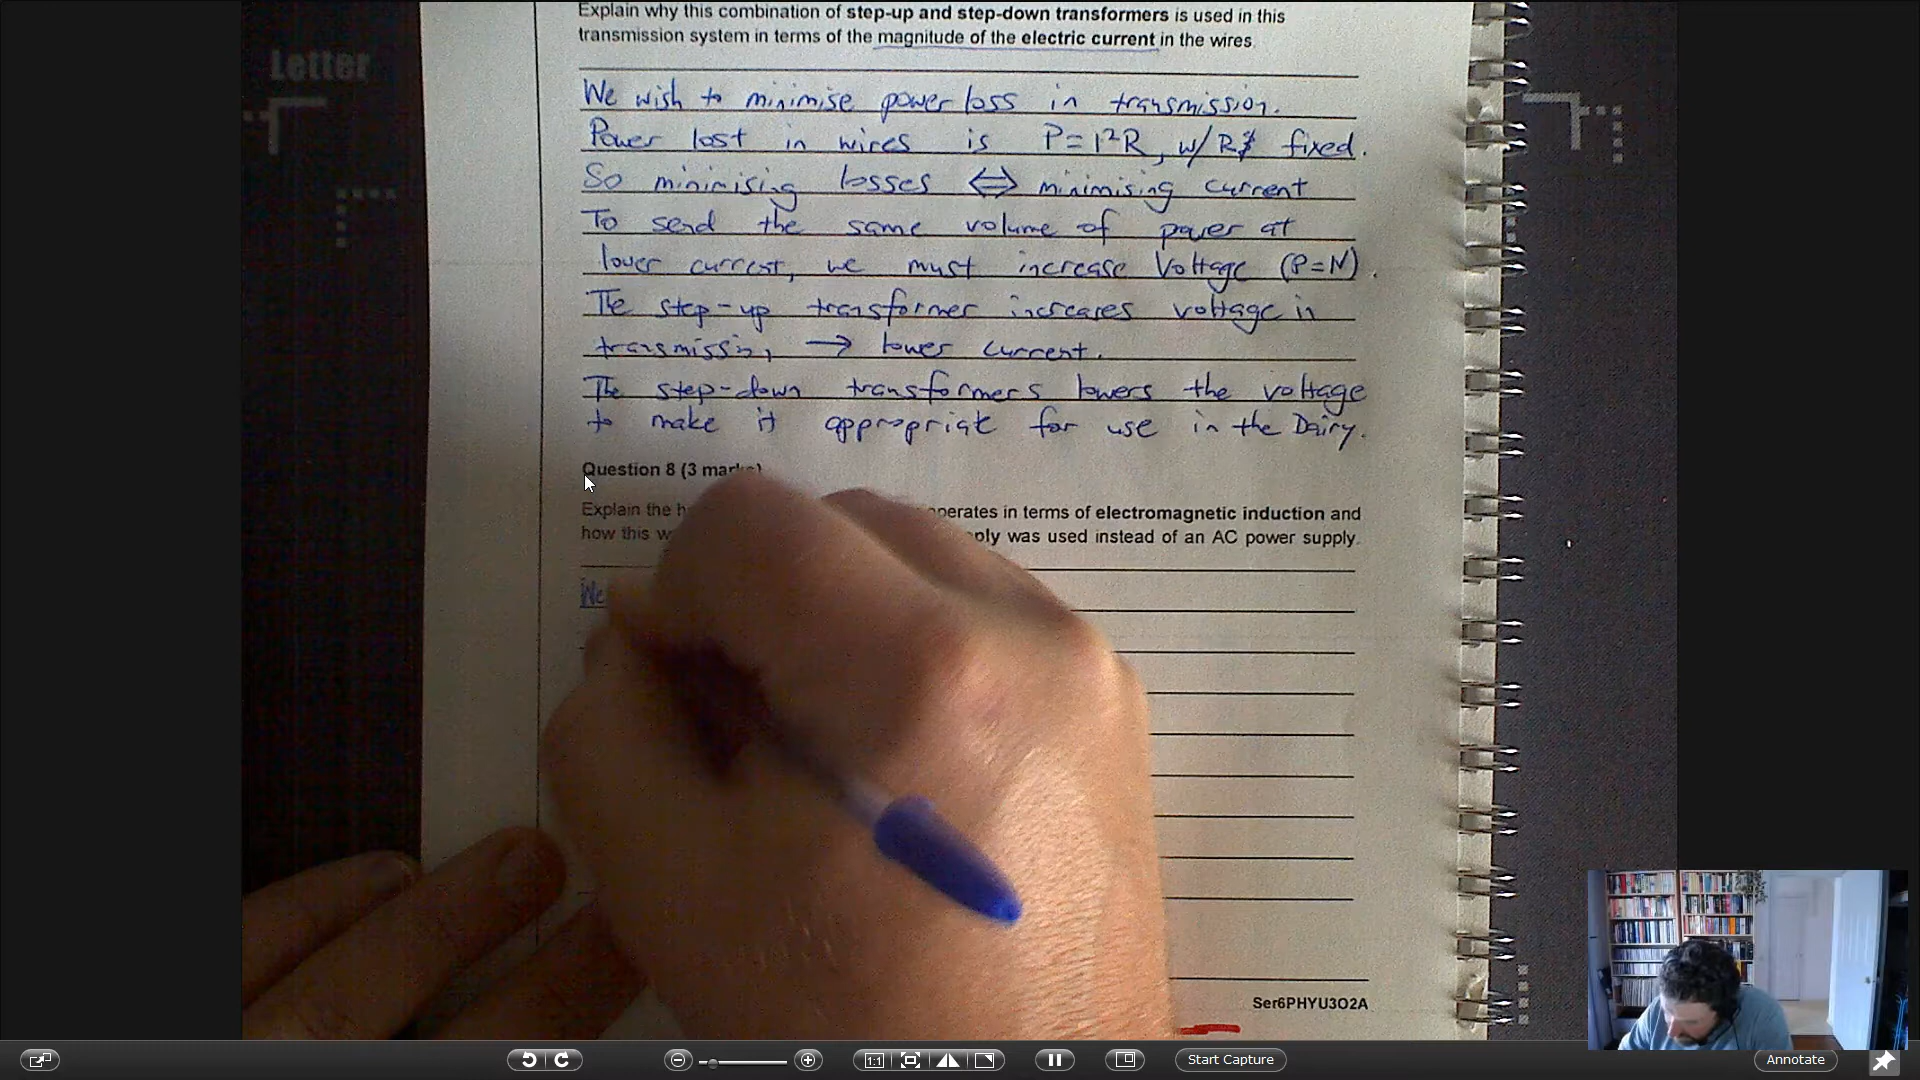 Explain why this combination of step-up and step-down transformers is used in this
transmission system in terms of the magnitude of the electric current in the wires.
Letter
We wish to minimise power loss in transmission.
Power lost in wires is P=I²R, w/ R fixed.
So minimising losses ⟺ minimising current
To send the same volume of power at
lower current, we must increase Voltage (P=IV).
The step-up transformer increases voltage in
transmission → lower current.
The step-down transformers lowers the voltage
to make it appropriate for use in the Dairy.
Question 8 (3 marks)
Explain the
operates in terms of electromagnetic induction and
how this
was used instead of an AC power supply.
We
Ser6PHYU3O2A
1:1
Start Capture
Annotate